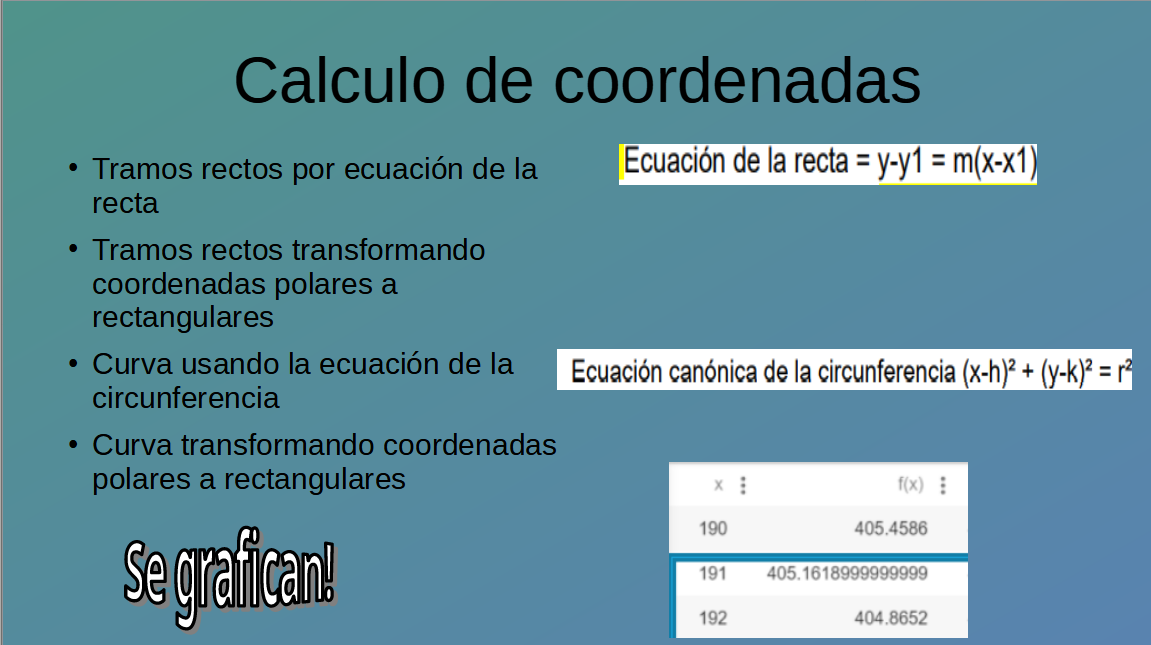 Calculo de coordenadas
• Tramos rectos por ecuación de la
recta
• Tramos rectos transformando
coordenadas polares a
rectangulares
• Curva usando la ecuación de la
circunferencia
• Curva transformando coordenadas
polares a rectangulares
Se grafican!
Ecuación de la recta = y-y1 = m(x-x1)
Ecuación canónica de la circunferencia (x-h)² + (y-k)² = r²
x ⋮ f(x) ⋮
190 405.4586
191 405.1618999999999
192 404.8652